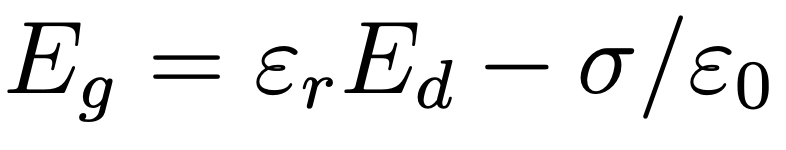 E_g = ε_r E_d − σ/ε_0